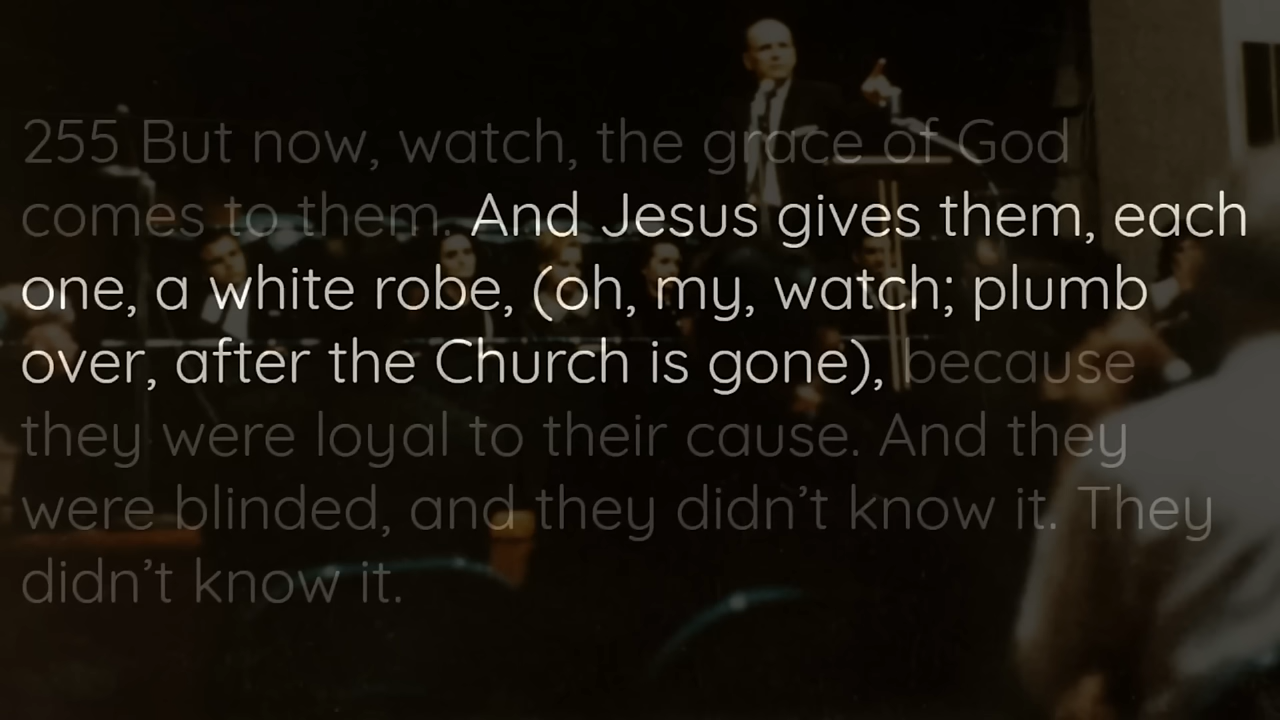 255 But now, watch, the grace of God
comes to them. And Jesus gives them, each
one, a white robe, (oh, my, watch; plumb
over, after the Church is gone), because
they were loyal to their cause. And they
were blinded, and they didn’t know it. They
didn’t know it.